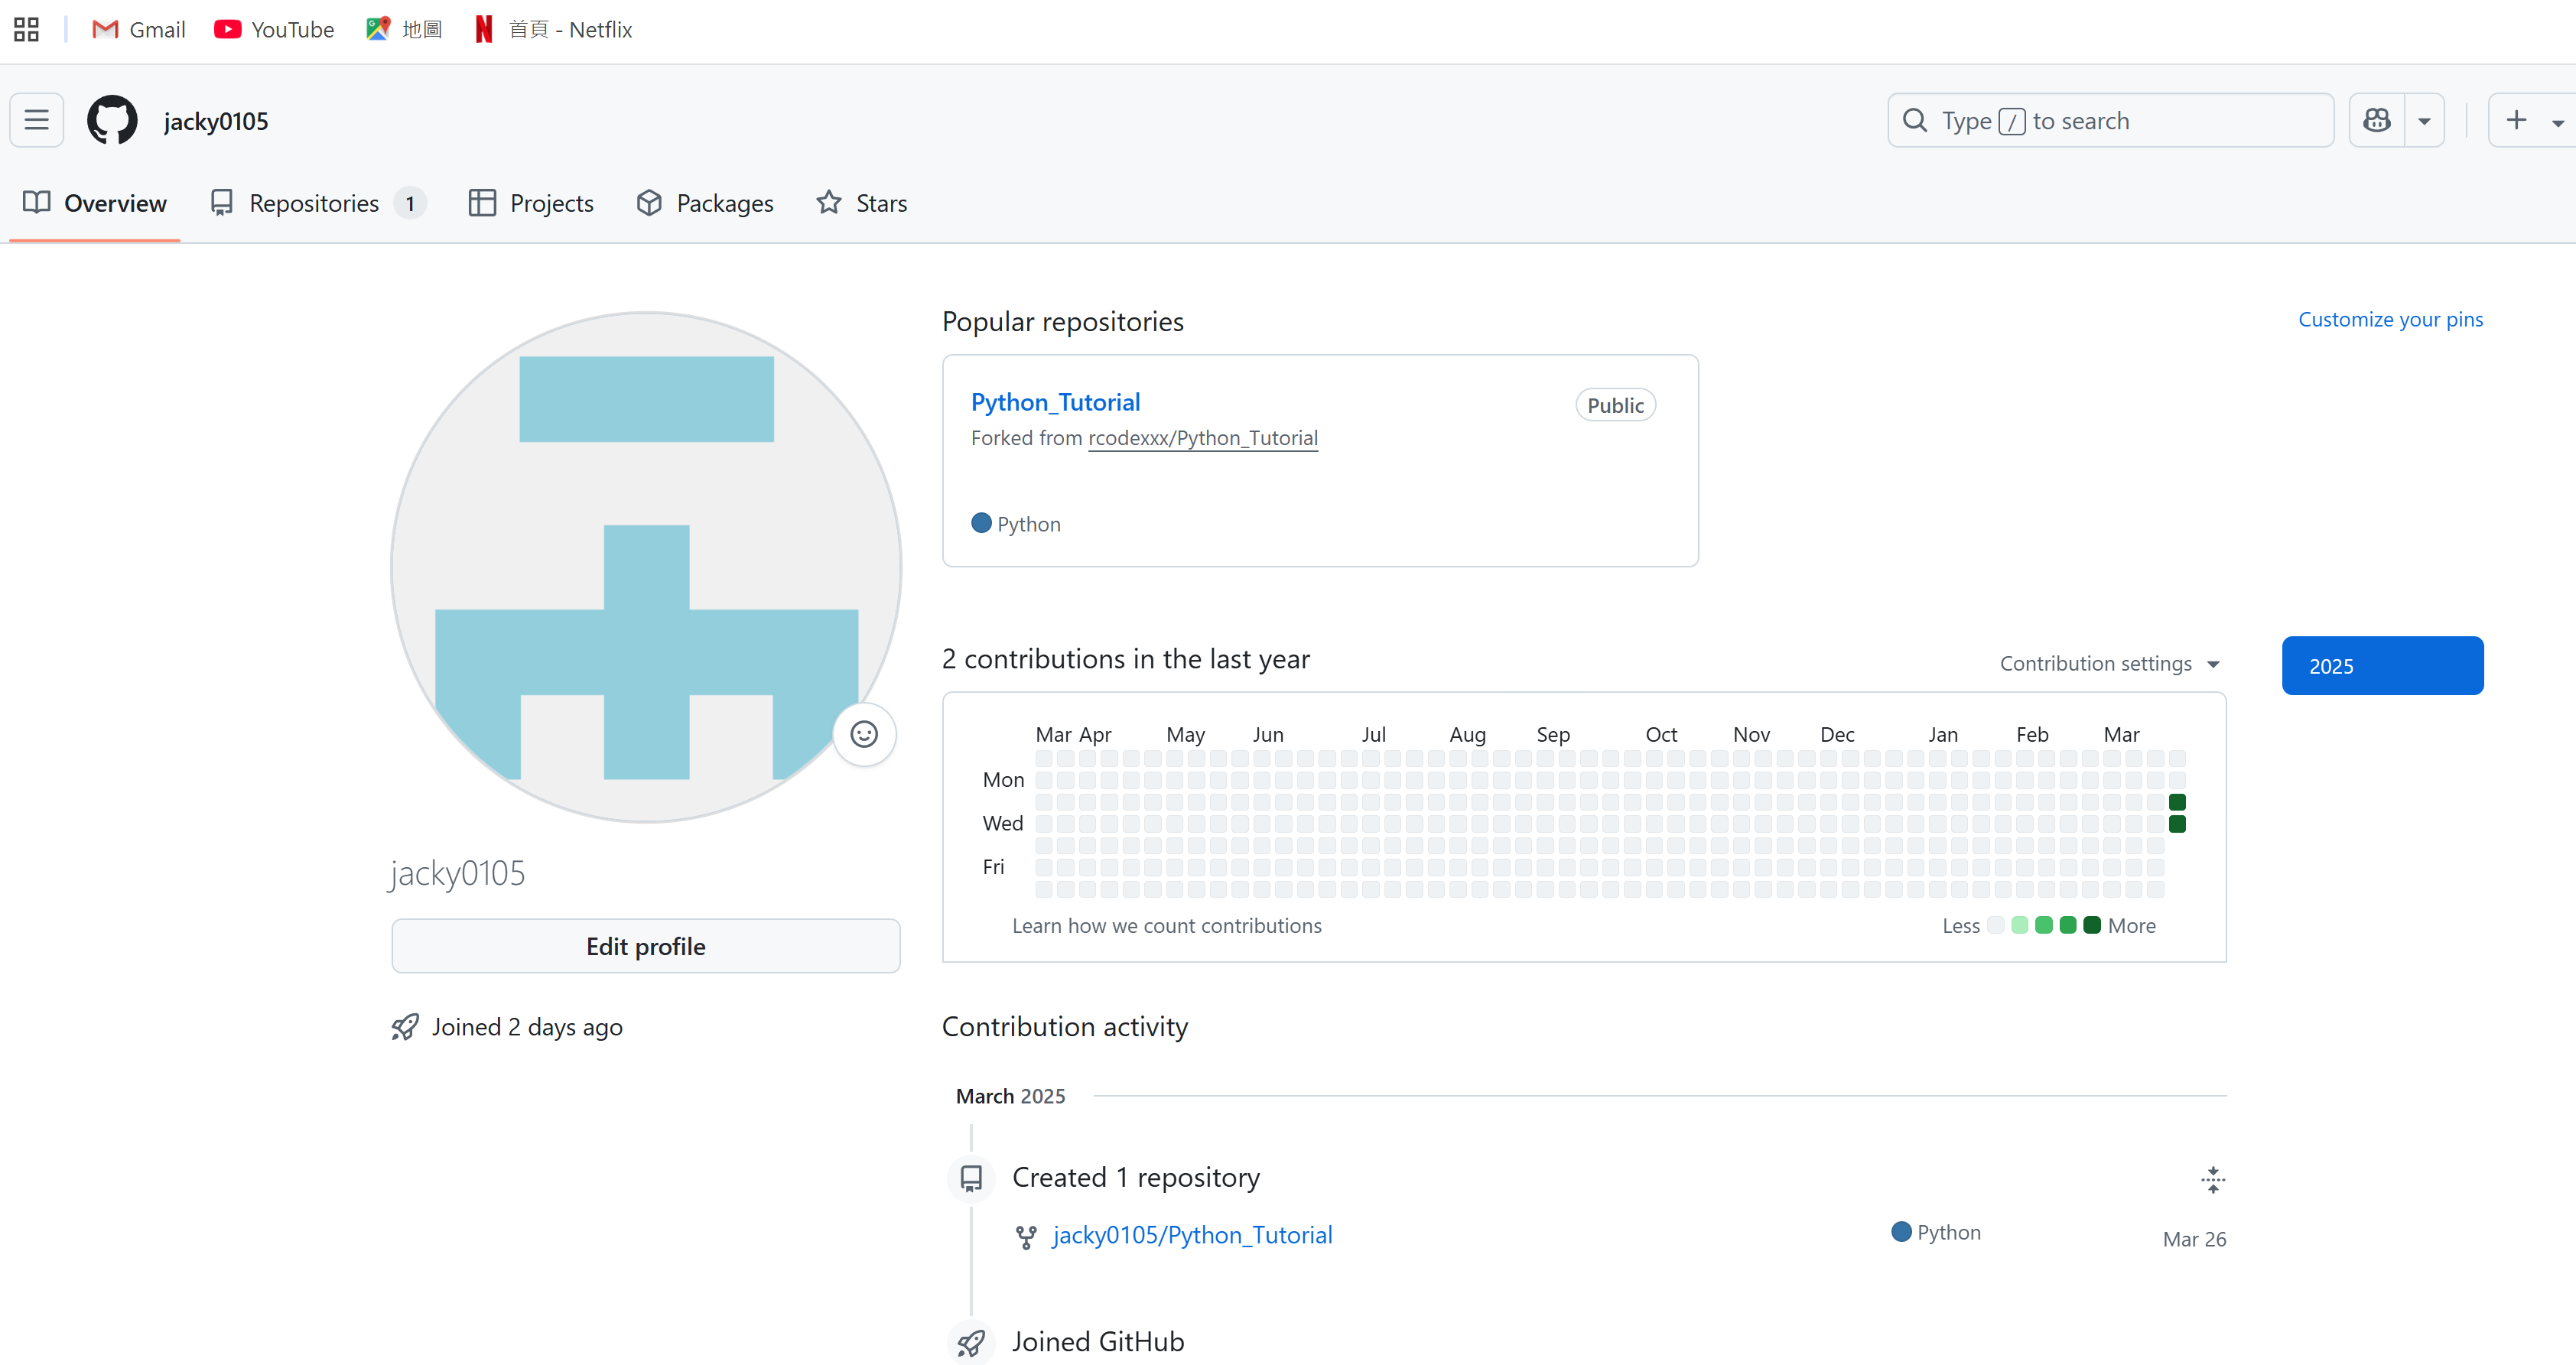 Gmail YouTube 地圖 首頁 - Netflix
jacky0105 Type / to search
Overview Repositories 1 Projects Packages Stars
Popular repositories Customize your pins
Python_Tutorial Public
Forked from rcodexxx/Python_Tutorial
Python
2 contributions in the last year Contribution settings 2025
Mar Apr May Jun Jul Aug Sep Oct Nov Dec Jan Feb Mar
Mon
Wed
Fri
Learn how we count contributions Less More
jacky0105
Edit profile
Joined 2 days ago
Contribution activity
March 2025
Created 1 repository
jacky0105/Python_Tutorial Python Mar 26
Joined GitHub